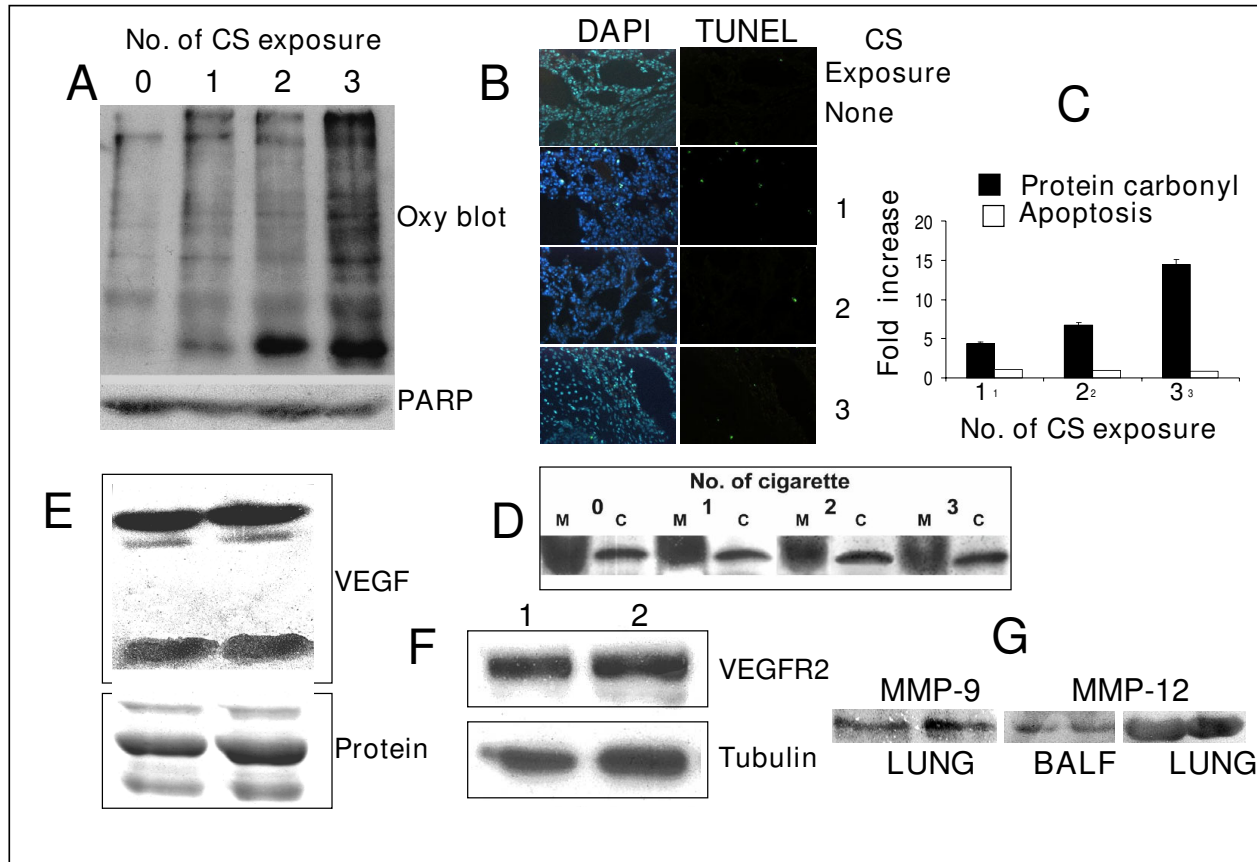 No. of CS exposure
A
0 1 2 3
Oxy blot
PARP
B
DAPI TUNEL
CS
Exposure
None
1
2
3
C
Protein carbonyl
Apoptosis
Fold increase
20
15
10
5
0
1 1 2 2 3 3
No. of CS exposure
E
VEGF
Protein
D
No. of cigarette
0 1 2 3
M C M C M C M C
F
1 2
VEGFR2
Tubulin
G
MMP-9 MMP-12
LUNG BALF LUNG